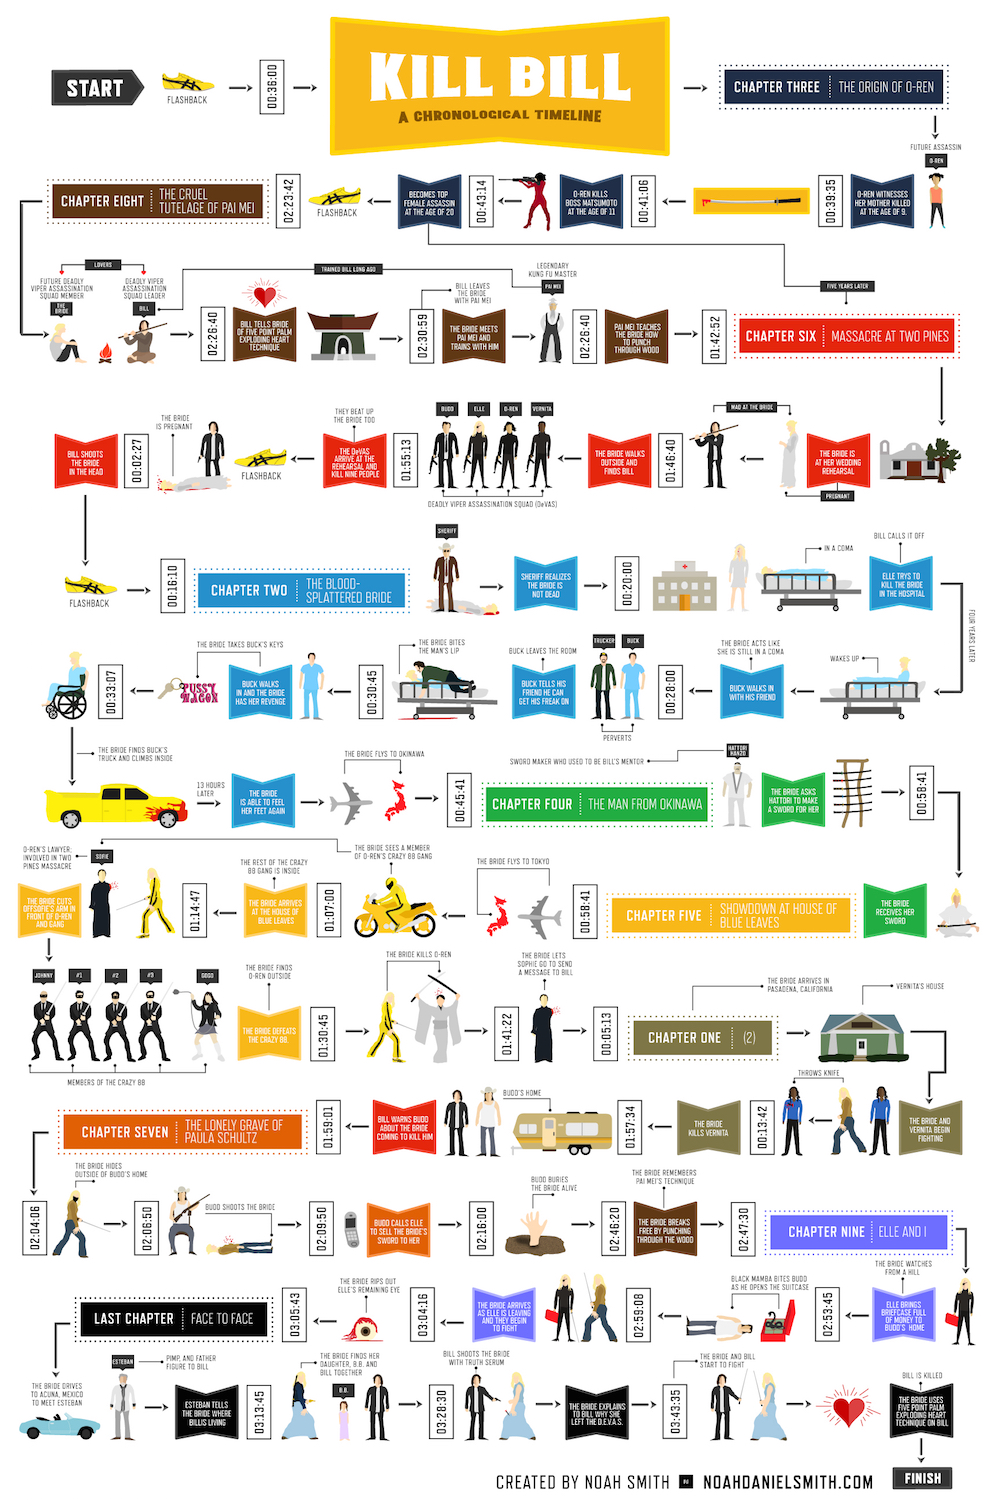 START
FLASHBACK
00:36:00
KILL BILL
A CHRONOLOGICAL TIMELINE
CHAPTER THREE
THE ORIGIN OF O-REN
FUTURE ASSASSIN
O-REN
O-REN WITNESSES
HER MOTHER KILLED
AT THE AGE OF 9.
00:39:35
00:41:06
O-REN KILLS
BOSS MATSUMOTO
AT THE AGE OF 11
00:43:14
BECOMES TOP
FEMALE ASSASSIN
AT THE AGE OF 20
FLASHBACK
02:23:42
CHAPTER EIGHT
THE CRUEL
TUTELAGE OF PAI MEI
FIVE YEARS LATER
LOVERS
FUTURE DEADLY
VIPER ASSASSINATION
SQUAD MEMBER
THE
BRIDE
DEADLY VIPER
ASSASSINATION
SQUAD LEADER
BILL
TRAINED BILL LONG AGO
02:26:40
BILL TELLS BRIDE
OF FIVE POINT PALM
EXPLODING HEART
TECHNIQUE
02:30:59
BILL LEAVES
THE BRIDE
WITH PAI MEI
THE BRIDE MEETS
PAI MEI AND
TRAINS WITH HIM
LEGENDARY
KUNG FU MASTER
PAI MEI
02:26:40
PAI MEI TEACHES
THE BRIDE HOW
TO PUNCH
THROUGH WOOD
01:42:52
CHAPTER SIX
MASSACRE AT TWO PINES
MAD AT THE BRIDE
THE BRIDE IS
AT HER WEDDING
REHEARSAL
PREGNANT
01:46:40
THE BRIDE WALKS
OUTSIDE AND
FINDS BILL
BUDD
ELLE
O-REN
VERNITA
DEADLY VIPER ASSASSINATION SQUAD (DeVAS)
01:55:13
THEY BEAT UP
THE BRIDE TOO
THE DeVAS
ARRIVE AT THE
REHEARSAL AND
KILL NINE PEOPLE
FLASHBACK
THE BRIDE
IS PREGNANT
00:02:27
BILL SHOOTS
THE BRIDE
IN THE HEAD
FLASHBACK
00:16:10
CHAPTER TWO
THE BLOOD-
SPLATTERED BRIDE
SHERIFF
SHERIFF REALIZES
THE BRIDE IS
NOT DEAD
00:20:00
IN A COMA
BILL CALLS IT OFF
ELLE TRYS TO
KILL THE BRIDE
IN THE HOSPITAL
FOUR YEARS LATER
WAKES UP
THE BRIDE ACTS LIKE
SHE IS STILL IN A COMA
BUCK WALKS IN
WITH HIS FRIEND
00:28:00
TRUCKER
BUCK
PERVERTS
BUCK LEAVES THE ROOM
BUCK TELLS HIS
FRIEND HE CAN
GET HIS FREAK ON
THE BRIDE BITES
THE MAN'S LIP
00:30:45
THE BRIDE TAKES BUCK'S KEYS
BUCK WALKS
IN AND THE BRIDE
HAS HER REVENGE
PUSSY
WAGON
00:33:07
THE BRIDE FINDS BUCK'S
TRUCK AND CLIMBS INSIDE
13 HOURS
LATER
THE BRIDE
IS ABLE TO FEEL
HER FEET AGAIN
THE BRIDE FLYS TO OKINAWA
00:45:41
CHAPTER FOUR
THE MAN FROM OKINAWA
SWORD MAKER WHO USED TO BE BILL'S MENTOR
HATTORI
HANZO
THE BRIDE ASKS
HATTORI TO MAKE
A SWORD FOR HER
00:58:41
THE BRIDE
RECEIVES HER
SWORD
CHAPTER FIVE
SHOWDOWN AT HOUSE OF
BLUE LEAVES
00:58:41
THE BRIDE FLYS TO TOKYO
THE BRIDE SEES A MEMBER
OF O-REN'S CRAZY 88 GANG
01:07:00
THE REST OF THE CRAZY
88 GANG IS INSIDE
THE BRIDE ARRIVES
AT THE HOUSE OF
BLUE LEAVES
01:14:47
O-REN'S LAWYER;
INVOLVED IN TWO
PINES MASSACRE
SOFIE
THE BRIDE CUTS
OFFSOFIE'S ARM IN
FRONT OF O-REN
AND GANG
JOHNNY
#1
#2
#3
GOGO
MEMBERS OF THE CRAZY 88
THE BRIDE FINDS
O-REN OUTSIDE
THE BRIDE DEFEATS
THE CRAZY 88.
01:30:45
THE BRIDE KILLS O-REN
01:41:22
THE BRIDE LETS
SOPHIE GO TO SEND
A MESSAGE TO BILL
00:05:13
CHAPTER ONE
(2)
THE BRIDE ARRIVES IN
PASADENA, CALIFORNIA
VERNITA'S HOUSE
THE BRIDE AND
VERNITA BEGIN
FIGHTING
THROWS KNIFE
00:13:42
THE BRIDE
KILLS VERNITA
01:57:34
BUDD'S HOME
BILL WARNS BUDD
ABOUT THE BRIDE
COMING TO KILL HIM
01:59:01
CHAPTER SEVEN
THE LONELY GRAVE OF
PAULA SCHULTZ
02:04:06
THE BRIDE HIDES
OUTSIDE OF BUDD'S HOME
02:06:50
BUDD SHOOTS THE BRIDE
02:09:50
BUDD CALLS ELLE
TO SELL THE BRIDE'S
SWORD TO HER
02:16:00
BUDD BURIES
THE BRIDE ALIVE
02:46:20
THE BRIDE REMEMBERS
PAI MEI'S TECHNIQUE
THE BRIDE BREAKS
FREE BY PUNCHING
THROUGH THE WOOD
02:47:30
CHAPTER NINE
ELLE AND I
THE BRIDE WATCHES
FROM A HILL
ELLE BRINGS
BRIEFCASE FULL
OF MONEY TO
BUDD'S HOME
02:53:45
BLACK MAMBA BITES BUDD
AS HE OPENS THE SUITCASE
02:59:08
THE BRIDE ARRIVES
AS ELLE IS LEAVING
AND THEY BEGIN
TO FIGHT
03:04:16
THE BRIDE RIPS OUT
ELLE'S REMAINING EYE
03:05:43
LAST CHAPTER
FACE TO FACE
THE BRIDE DRIVES
TO ACUNA, MEXICO
TO MEET ESTEBAN
ESTEBAN
PIMP, AND FATHER
FIGURE TO BILL
ESTEBAN TELLS
THE BRIDE WHERE
BILLIS LIVING
03:13:45
THE BRIDE FINDS HER
DAUGHTER, B.B. AND
BILL TOGETHER
B.B.
03:28:30
BILL SHOOTS THE BRIDE
WITH TRUTH SERUM
THE BRIDE EXPLAINS
TO BILL WHY SHE
LEFT THE D.E.V.A.S.
03:43:35
THE BRIDE AND BILL
START TO FIGHT
BILL IS KILLED
THE BRIDE USES
FIVE POINT PALM
EXPLODING HEART
TECHNIQUE ON BILL
FINISH
CREATED BY NOAH SMITH
NOAHDANIELSMITH.COM